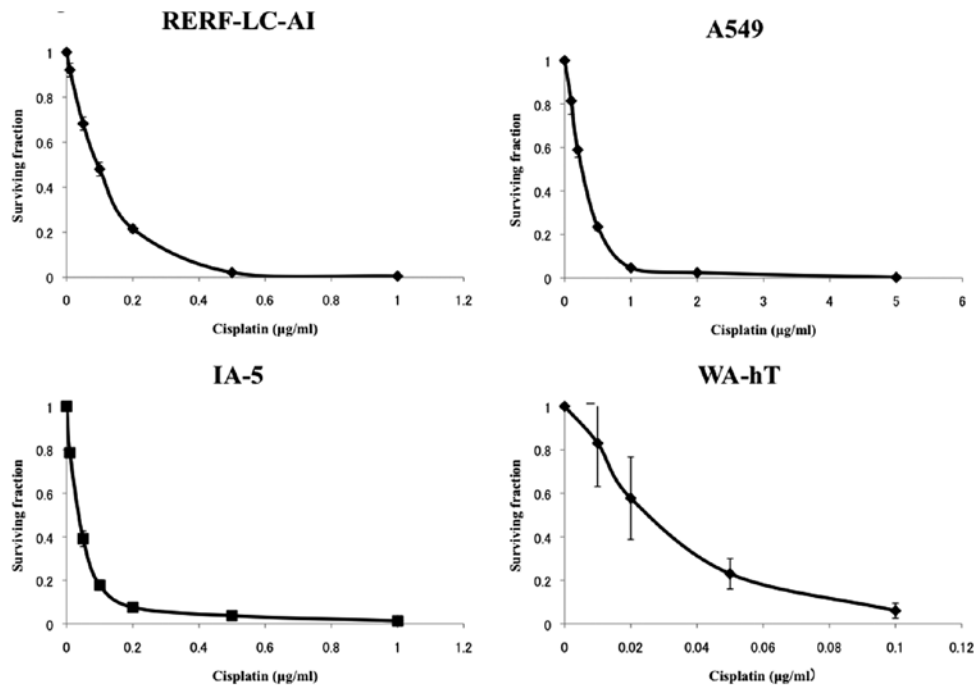 RERF-LC-AI
1
0.8
0.6
0.4
0.2
0
Surviving fraction
0 0.2 0.4 0.6 0.8 1 1.2
Cisplatin (µg/ml)
A549
1
0.8
0.6
0.4
0.2
0
Surviving fraction
0 1 2 3 4 5 6
Cisplatin (µg/ml)
IA-5
1
0.8
0.6
0.4
0.2
0
Surviving fraction
0 0.2 0.4 0.6 0.8 1 1.2
Cisplatin (µg/ml)
WA-hT
1
0.8
0.6
0.4
0.2
0
Surviving fraction
0 0.02 0.04 0.06 0.08 0.1 0.12
Cisplatin (µg/ml)